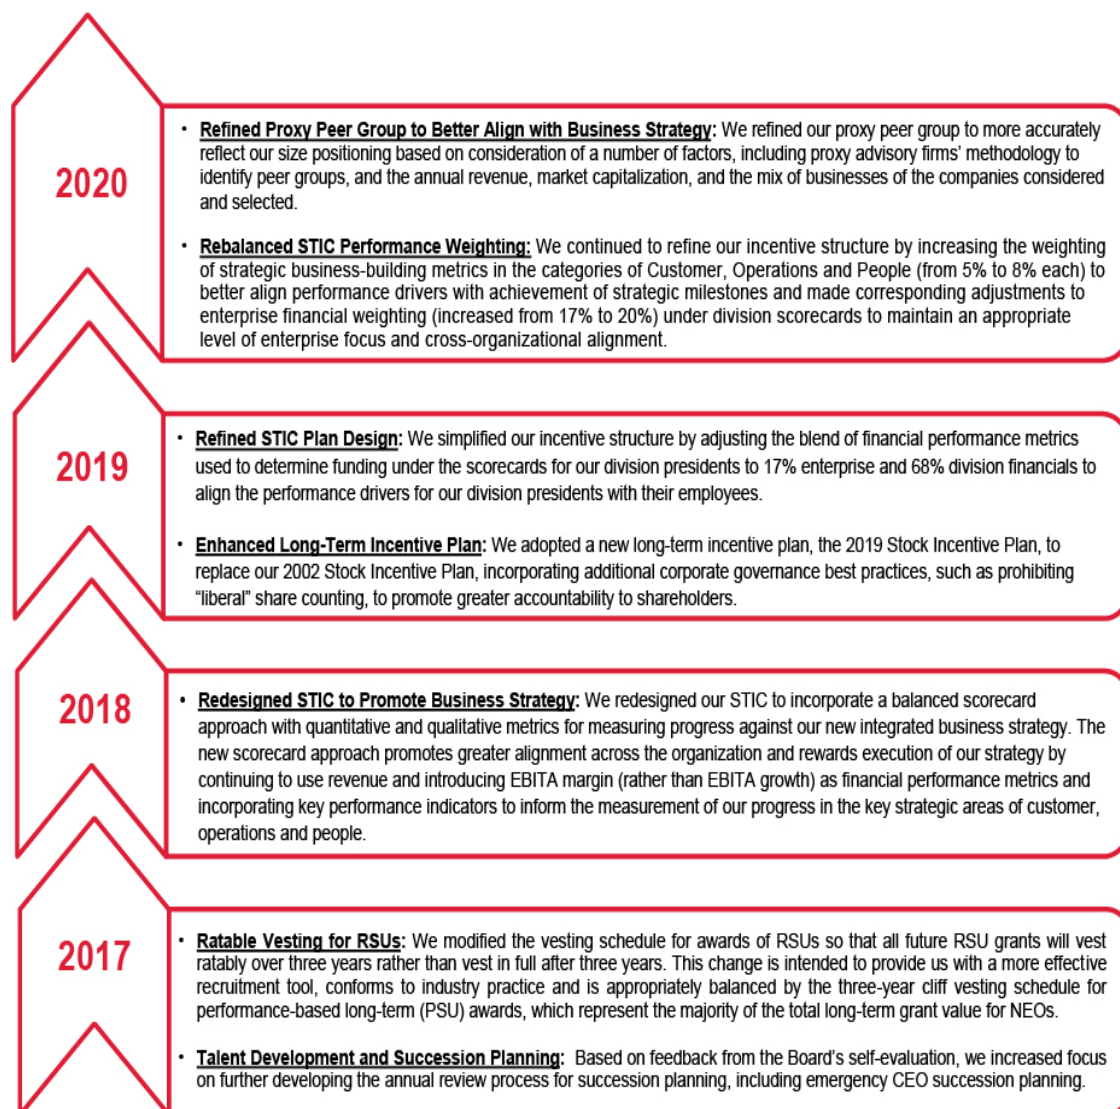 2020
• Refined Proxy Peer Group to Better Align with Business Strategy: We refined our proxy peer group to more accurately
reflect our size positioning based on consideration of a number of factors, including proxy advisory firms’ methodology to
identify peer groups, and the annual revenue, market capitalization, and the mix of businesses of the companies considered
and selected.
• Rebalanced STIC Performance Weighting: We continued to refine our incentive structure by increasing the weighting
of strategic business-building metrics in the categories of Customer, Operations and People (from 5% to 8% each) to
better align performance drivers with achievement of strategic milestones and made corresponding adjustments to
enterprise financial weighting (increased from 17% to 20%) under division scorecards to maintain an appropriate
level of enterprise focus and cross-organizational alignment.
2019
• Refined STIC Plan Design: We simplified our incentive structure by adjusting the blend of financial performance metrics
used to determine funding under the scorecards for our division presidents to 17% enterprise and 68% division financials to
align the performance drivers for our division presidents with their employees.
• Enhanced Long-Term Incentive Plan: We adopted a new long-term incentive plan, the 2019 Stock Incentive Plan, to
replace our 2002 Stock Incentive Plan, incorporating additional corporate governance best practices, such as prohibiting
“liberal” share counting, to promote greater accountability to shareholders.
2018
• Redesigned STIC to Promote Business Strategy: We redesigned our STIC to incorporate a balanced scorecard
approach with quantitative and qualitative metrics for measuring progress against our new integrated business strategy. The
new scorecard approach promotes greater alignment across the organization and rewards execution of our strategy by
continuing to use revenue and introducing EBITA margin (rather than EBITA growth) as financial performance metrics and
incorporating key performance indicators to inform the measurement of our progress in the key strategic areas of customer,
operations and people.
2017
• Ratable Vesting for RSUs: We modified the vesting schedule for awards of RSUs so that all future RSU grants will vest
ratably over three years rather than vest in full after three years. This change is intended to provide us with a more effective
recruitment tool, conforms to industry practice and is appropriately balanced by the three-year cliff vesting schedule for
performance-based long-term (PSU) awards, which represent the majority of the total long-term grant value for NEOs.
• Talent Development and Succession Planning: Based on feedback from the Board’s self-evaluation, we increased focus
on further developing the annual review process for succession planning, including emergency CEO succession planning.